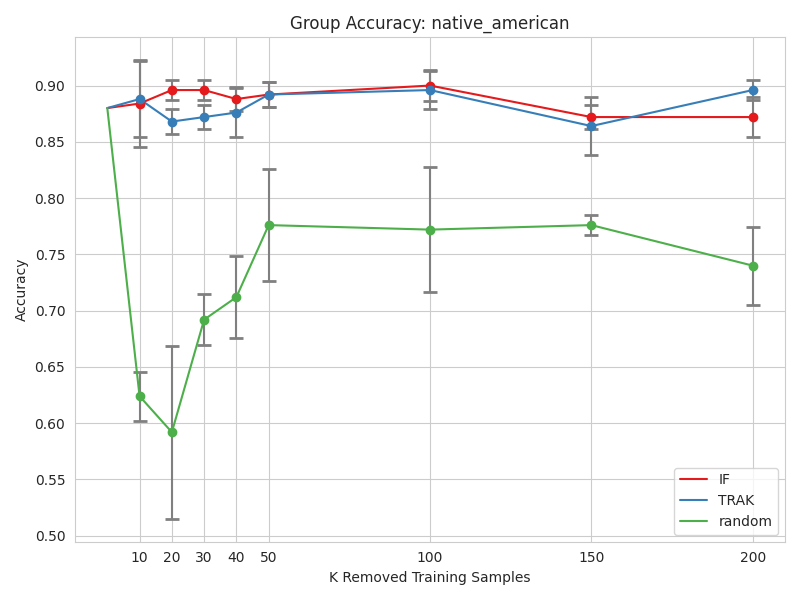 Group Accuracy: native_american
Accuracy
0.90
0.85
0.80
0.75
0.70
0.65
0.60
0.55
0.50
10 20 30 40 50 100 150 200
K Removed Training Samples
IF
TRAK
random